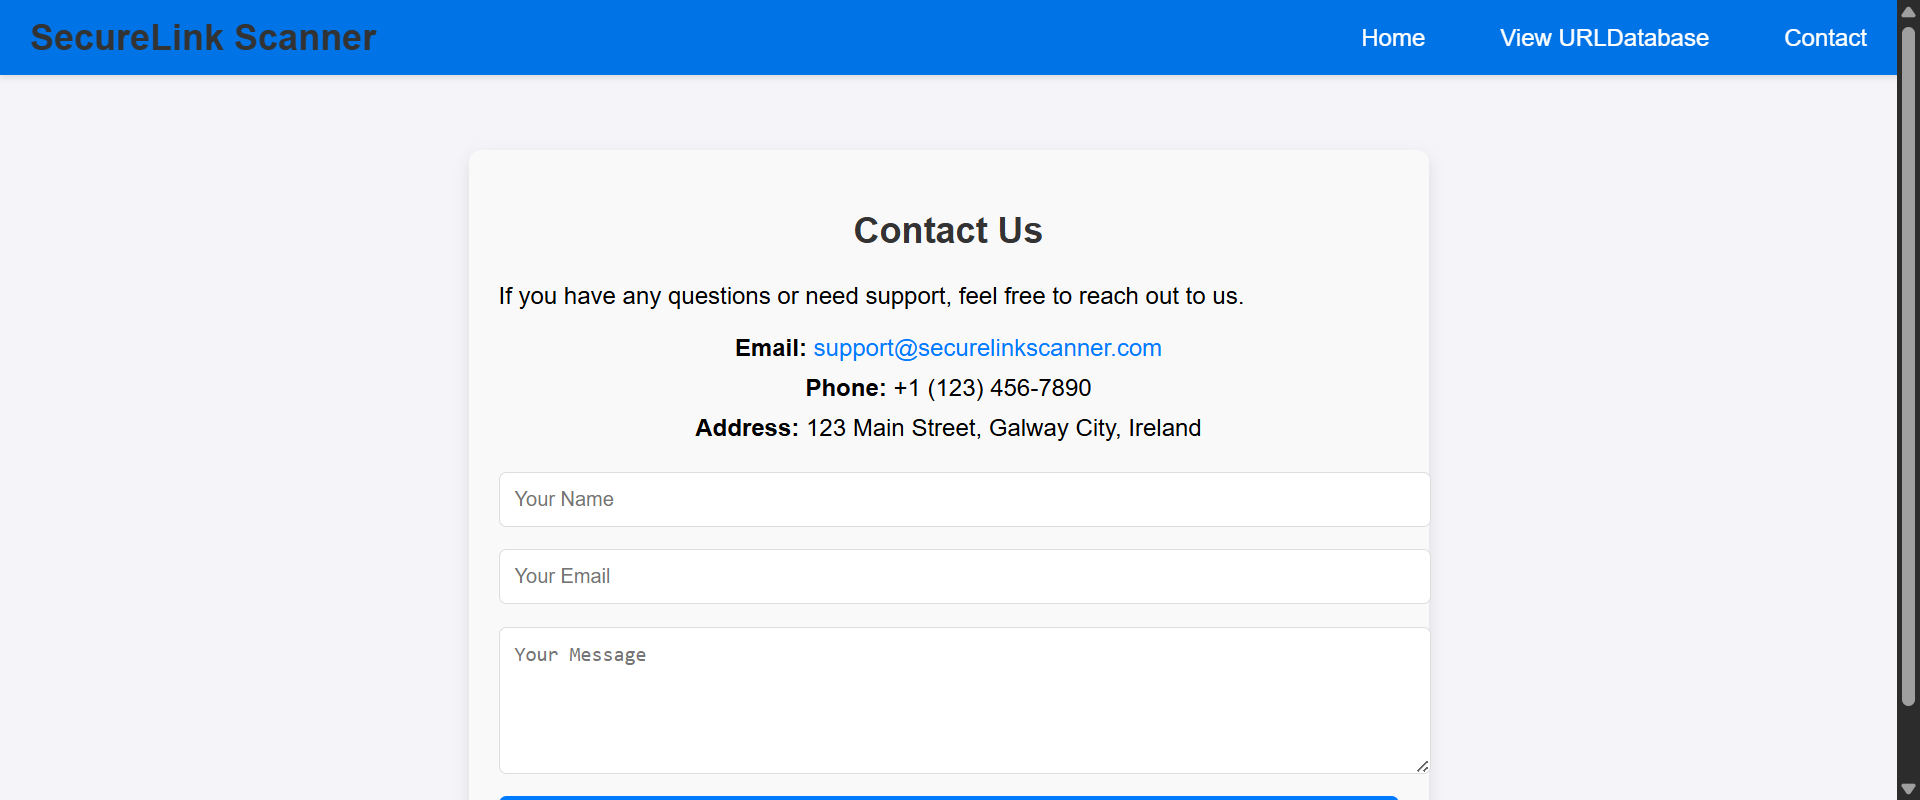 SecureLink Scanner
Home
View URLDatabase
Contact
Contact Us
If you have any questions or need support, feel free to reach out to us.
Email: support@securelinkscanner.com
Phone: +1 (123) 456-7890
Address: 123 Main Street, Galway City, Ireland
Your Name
Your Email
Your Message